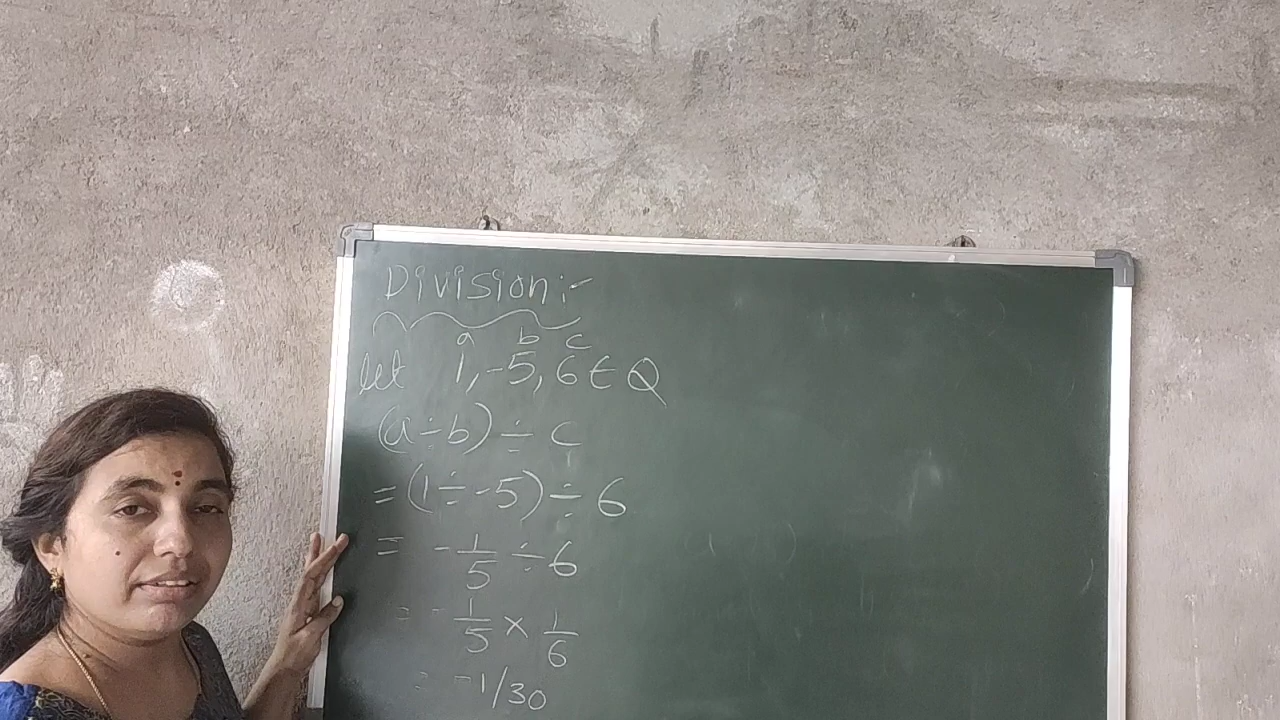 Division:-
a b c
let 1, -5, 6 ∈ Q
(a ÷ b) ÷ c
= (1 ÷ -5) ÷ 6
= -1/5 ÷ 6
= -1/5 × 1/6
= -1/30